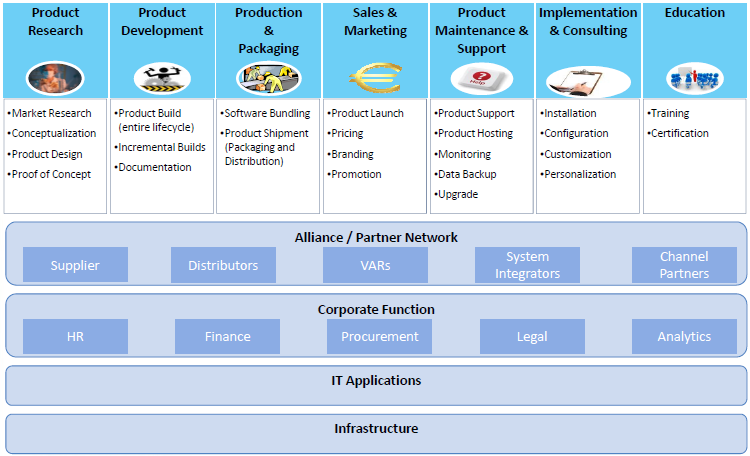 Product
Research
Product
Development
Production
&
Packaging
Sales &
Marketing
Product
Maintenance &
Support
Implementation
& Consulting
Education
?
Help
•Market Research
•Conceptualization
•Product Design
•Proof of Concept
•Product Build
(entire lifecycle)
•Incremental Builds
•Documentation
•Software Bundling
•Product Shipment
(Packaging and
Distribution)
•Product Launch
•Pricing
•Branding
•Promotion
•Product Support
•Product Hosting
•Monitoring
•Data Backup
•Upgrade
•Installation
•Configuration
•Customization
•Personalization
•Training
•Certification
Alliance / Partner Network
Supplier
Distributors
VARs
System
Integrators
Channel
Partners
Corporate Function
HR
Finance
Procurement
Legal
Analytics
IT Applications
Infrastructure